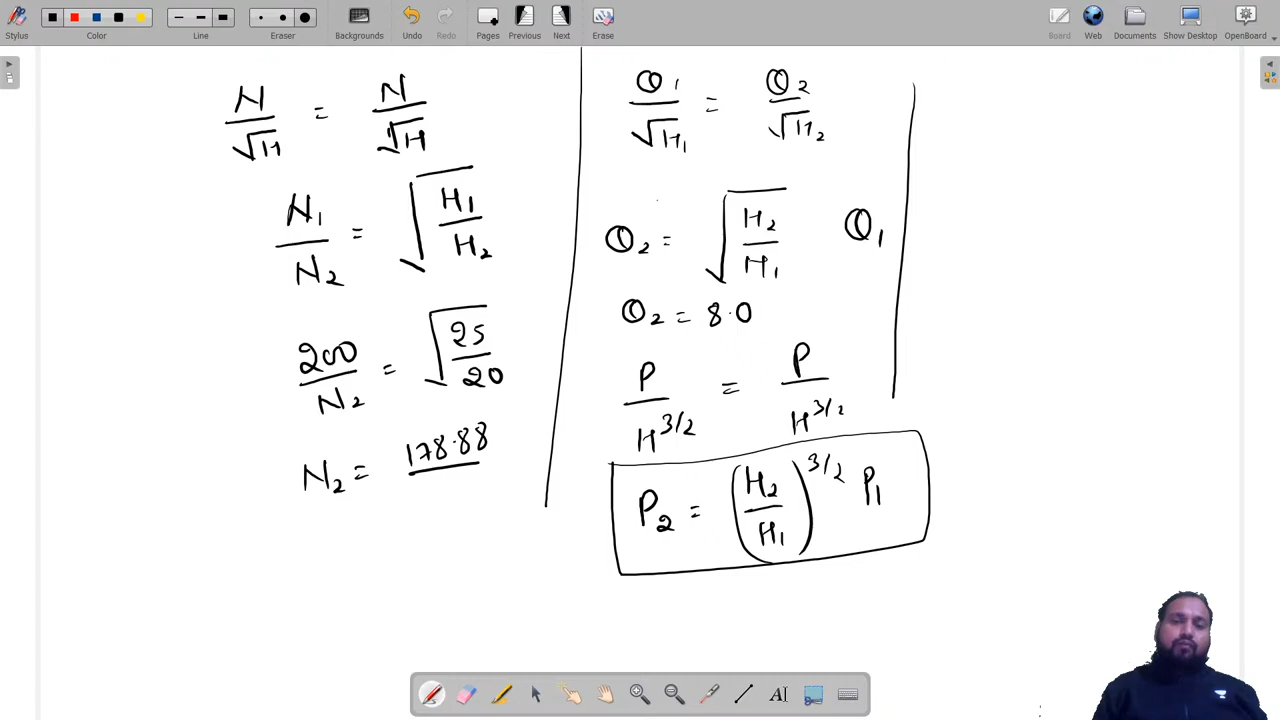 Stylus Color Line Eraser Backgrounds Undo Redo Pages Previous Next Erase Board Web Documents Show Desktop OpenBoard
N/√H = N/√H
N₁/N₂ = √(H₁/H₂)
200/N₂ = √(25/20)
N₂ = 178.88
Q₁/√H₁ = Q₂/√H₂
Q₂ = √(H₂/H₁) Q₁
Q₂ = 8.0
P/H^3/2 = P/H^3/2
P₂ = (H₂/H₁)^3/2 P₁